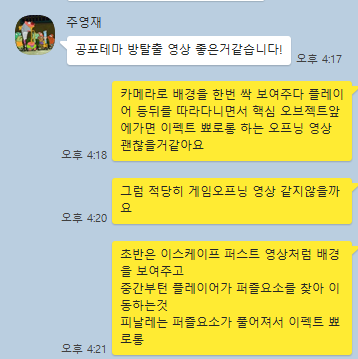 주영재
공포테마 방탈출 영상 좋은거같습니다!
오후 4:17
카메라로 배경을 한번 싹 보여주다 플레이
어 등뒤를 따라다니면서 핵심 오브젝트앞
에가면 이펙트 뾰로롱 하는 오프닝 영상
괜찮을거같아요
오후 4:18
그럼 적당히 게임오프닝 영상 같지않을까
요
오후 4:20
초반은 이스케이프 퍼스트 영상처럼 배경
을 보여주고
중간부턴 플레이어가 퍼즐요소를 찾아 이
동하는것
피날레는 퍼즐요소가 풀어져서 이펙트 뾰
로롱
오후 4:21